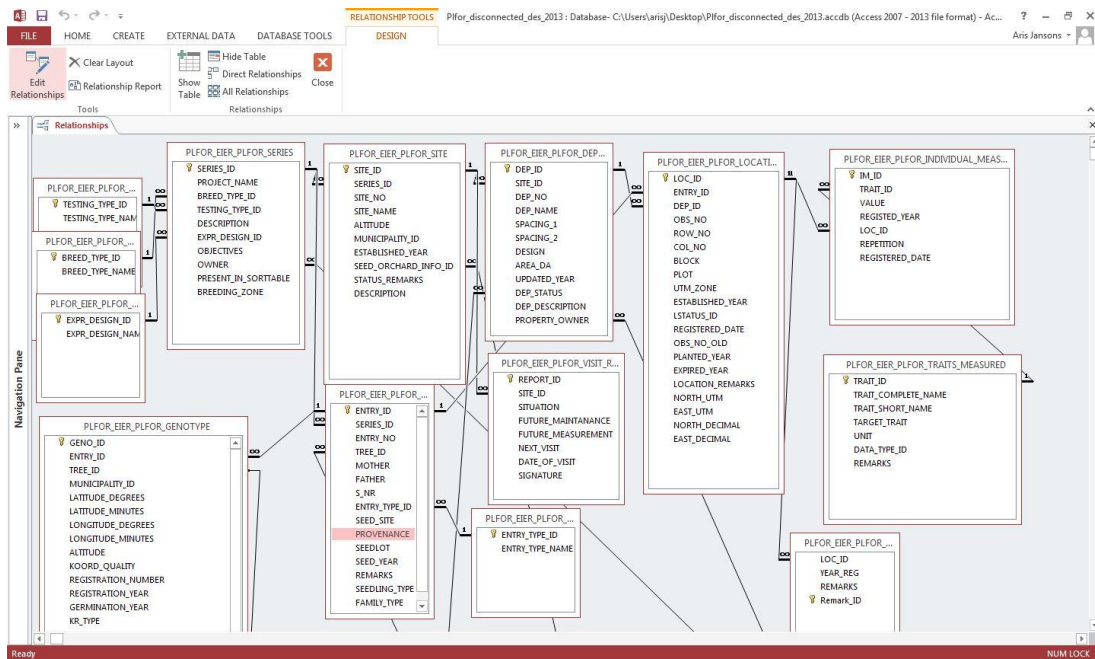 RELATIONSHIP TOOLS
Plfor_disconnected_des_2013 : Database- C:\Users\arisj\Desktop\Plfor_disconnected_des_2013.accdb (Access 2007 - 2013 file format) - Ac...
FILE HOME CREATE EXTERNAL DATA DATABASE TOOLS DESIGN
Aris Jansons
Edit Relationships
Clear Layout
Relationship Report
Tools
Show Table
Hide Table
Direct Relationships
All Relationships
Relationships
Close
Relationships
Navigation Pane
PLFOR_EIER_PLFOR_...
TESTING_TYPE_ID
TESTING_TYPE_NAM
PLFOR_EIER_PLFOR_...
BREED_TYPE_ID
BREED_TYPE_NAME
PLFOR_EIER_PLFOR_...
EXPR_DESIGN_ID
EXPR_DESIGN_NAM
PLFOR_EIER_PLFOR_SERIES
SERIES_ID
PROJECT_NAME
BREED_TYPE_ID
TESTING_TYPE_ID
DESCRIPTION
EXPR_DESIGN_ID
OBJECTIVES
OWNER
PRESENT_IN_SORTTABLE
BREEDING_ZONE
PLFOR_EIER_PLFOR_SITE
SITE_ID
SERIES_ID
SITE_NO
SITE_NAME
ALTITUDE
MUNICIPALITY_ID
ESTABLISHED_YEAR
SEED_ORCHARD_INFO_ID
STATUS_REMARKS
DESCRIPTION
PLFOR_EIER_PLFOR_DEP...
DEP_ID
SITE_ID
DEP_NO
DEP_NAME
SPACING_1
SPACING_2
DESIGN
AREA_DA
UPDATED_YEAR
DEP_STATUS
DEP_DESCRIPTION
PROPERTY_OWNER
PLFOR_EIER_PLFOR_LOCATI...
LOC_ID
ENTRY_ID
DEP_ID
OBS_NO
ROW_NO
COL_NO
BLOCK
PLOT
UTM_ZONE
ESTABLISHED_YEAR
LSTATUS_ID
REGISTERED_DATE
OBS_NO_OLD
PLANTED_YEAR
EXPIRED_YEAR
LOCATION_REMARKS
NORTH_UTM
EAST_UTM
NORTH_DECIMAL
EAST_DECIMAL
PLFOR_EIER_PLFOR_INDIVIDUAL_MEAS...
IM_ID
TRAIT_ID
VALUE
REGISTED_YEAR
LOC_ID
REPETITION
REGISTERED_DATE
PLFOR_EIER_PLFOR_TRAITS_MEASURED
TRAIT_ID
TRAIT_COMPLETE_NAME
TRAIT_SHORT_NAME
TARGET_TRAIT
UNIT
DATA_TYPE_ID
REMARKS
PLFOR_EIER_PLFOR_VISIT_R...
REPORT_ID
SITE_ID
SITUATION
FUTURE_MAINTANANCE
FUTURE_MEASUREMENT
NEXT_VISIT
DATE_OF_VISIT
SIGNATURE
PLFOR_EIER_PLFOR_GENOTYPE
GENO_ID
ENTRY_ID
TREE_ID
MUNICIPALITY_ID
LATITUDE_DEGREES
LATITUDE_MINUTES
LONGITUDE_DEGREES
LONGITUDE_MINUTES
ALTITUDE
KOORD_QUALITY
REGISTRATION_NUMBER
REGISTRATION_YEAR
GERMINATION_YEAR
KR_TYPE
PLFOR_EIER_PLFOR_...
ENTRY_ID
SERIES_ID
ENTRY_NO
TREE_ID
MOTHER
FATHER
S_NR
ENTRY_TYPE_ID
SEED_SITE
PROVENANCE
SEEDLOT
SEED_YEAR
REMARKS
SEEDLING_TYPE
FAMILY_TYPE
PLFOR_EIER_PLFOR_...
ENTRY_TYPE_ID
ENTRY_TYPE_NAME
PLFOR_EIER_PLFOR_...
LOC_ID
YEAR_REG
REMARKS
Remark_ID
Ready
NUM LOCK